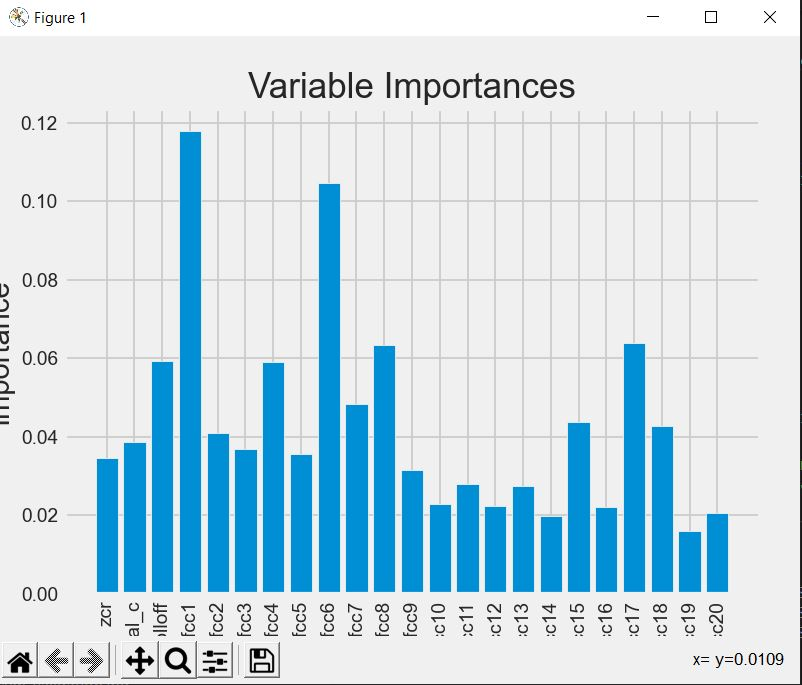 Figure 1
Variable Importances
0.12
0.10
0.08
0.06
0.04
0.02
0.00
zcr
al_c
lloff
fcc1
fcc2
fcc3
fcc4
fcc5
fcc6
fcc7
fcc8
fcc9
c10
c11
c12
c13
c14
c15
c16
c17
c18
c19
c20
x= y=0.0109